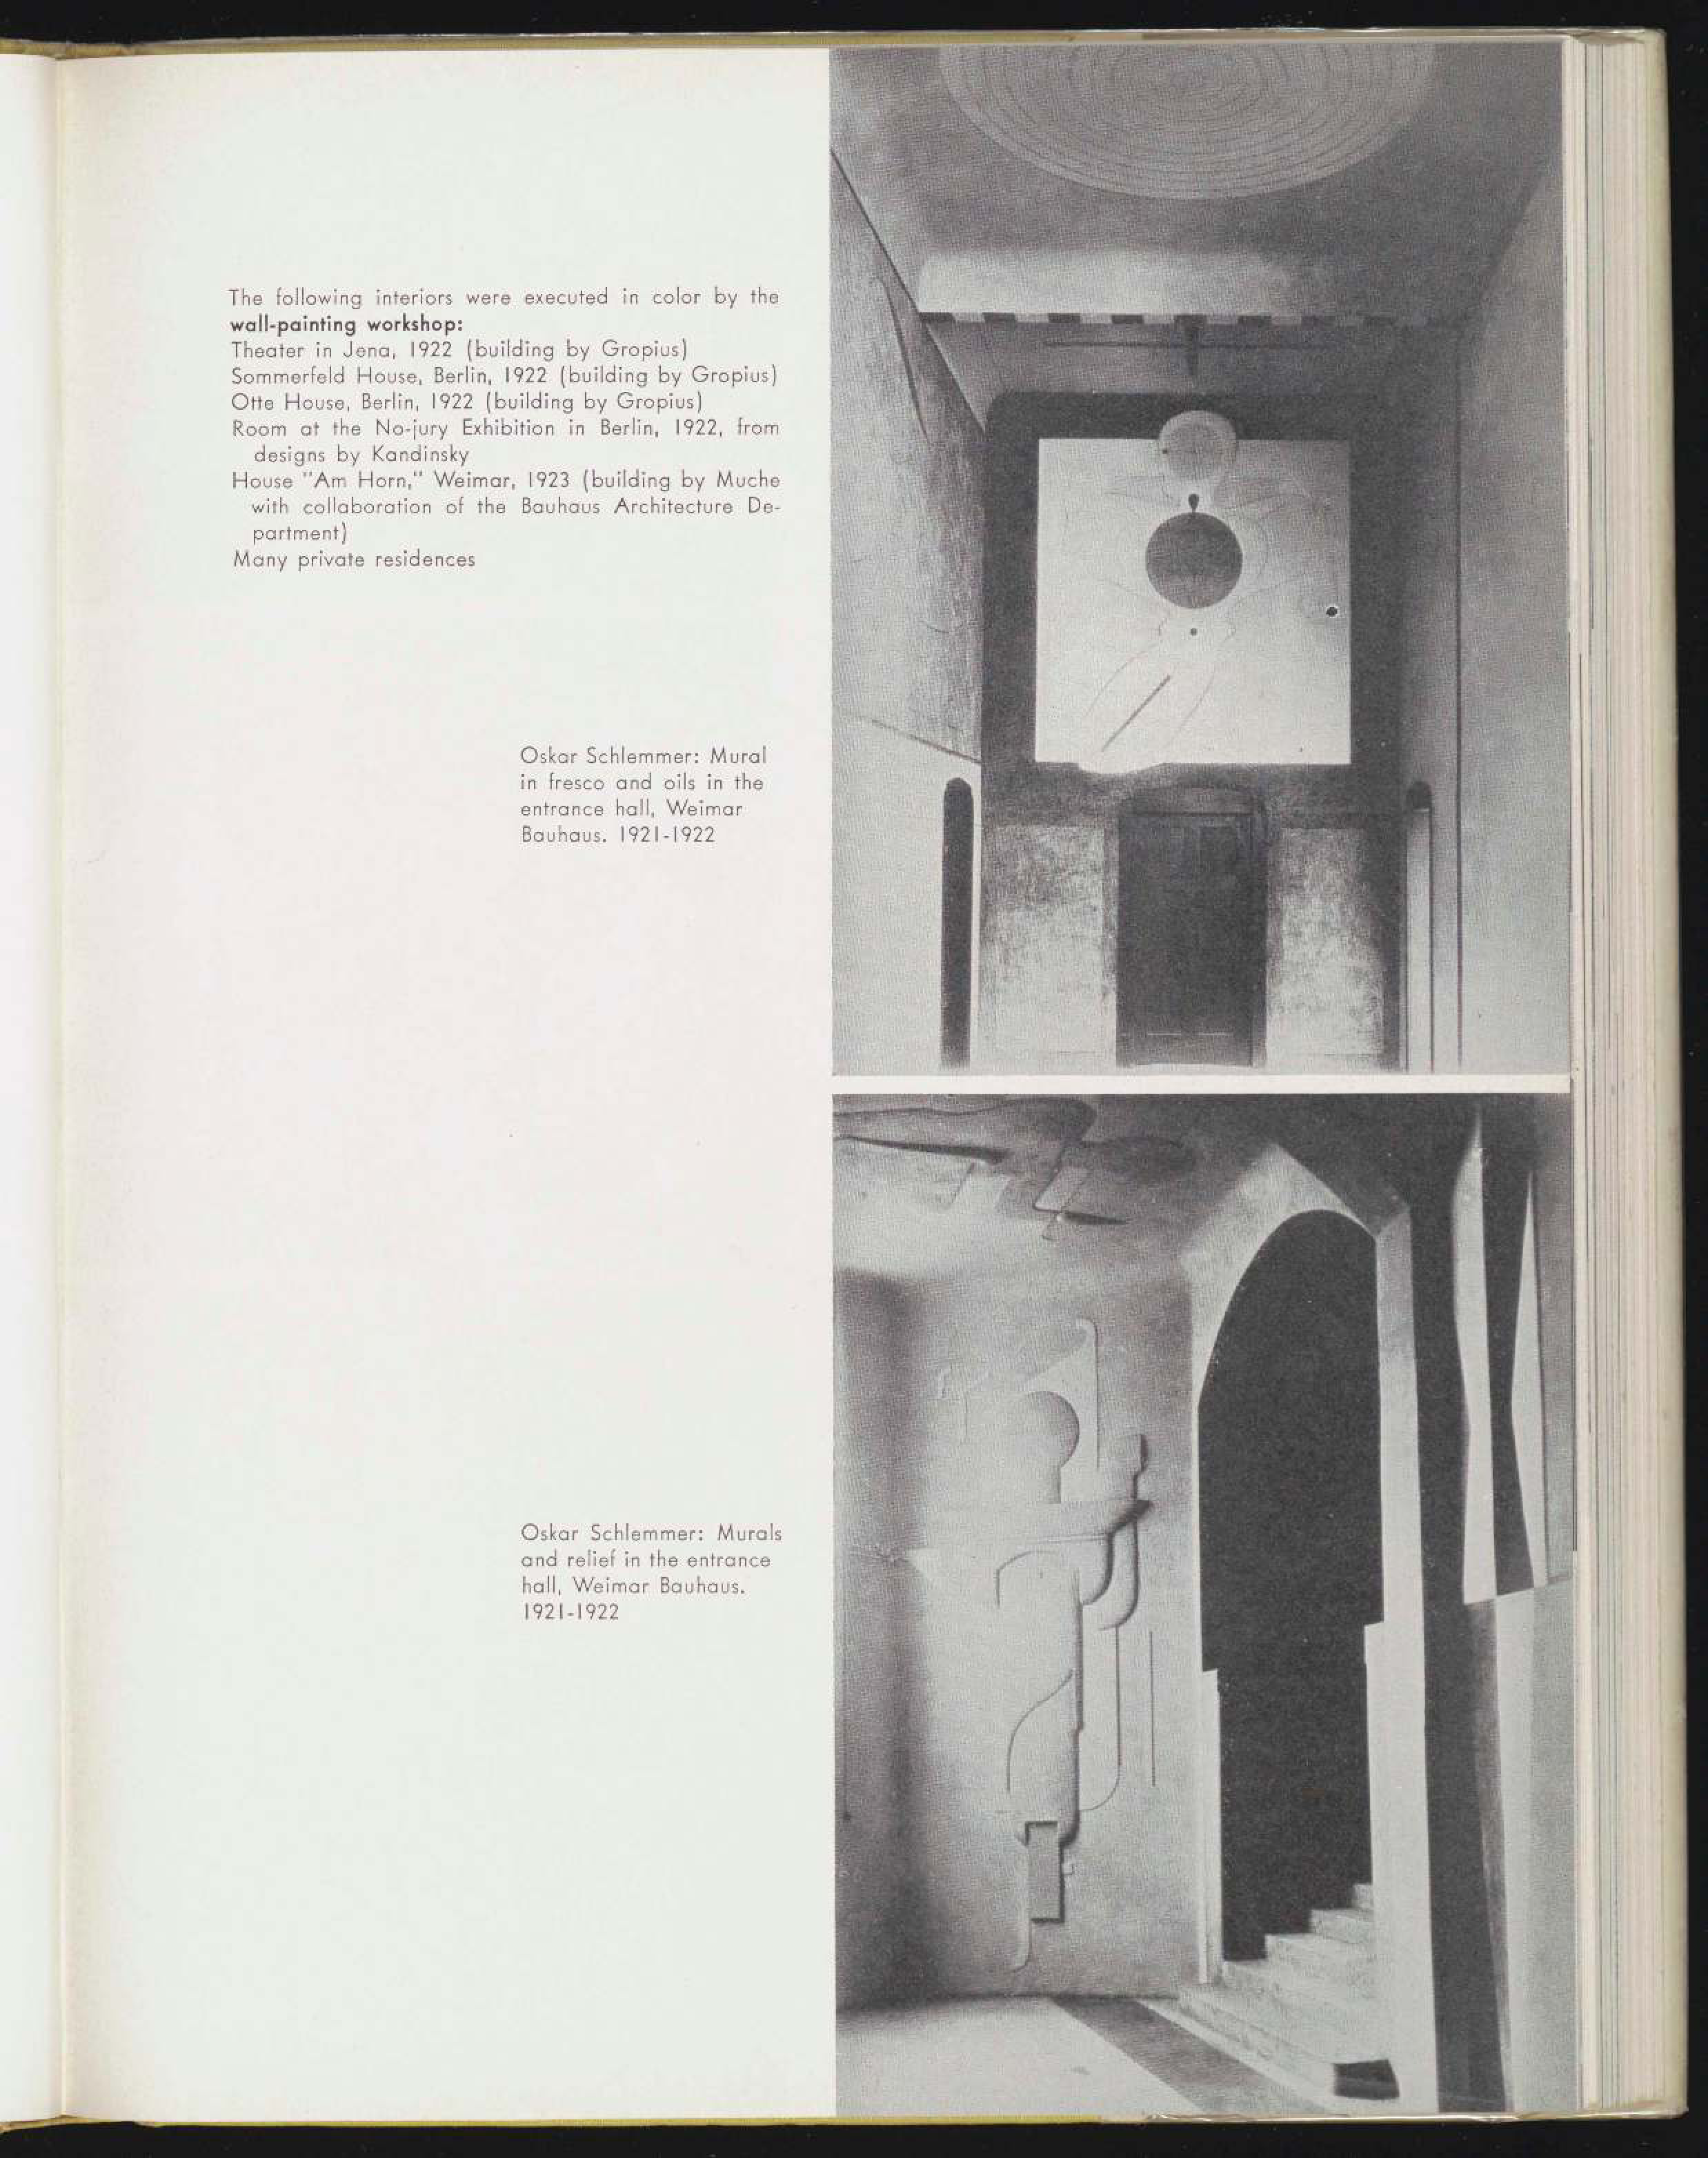 The following interiors were executed in color by the
wall-painting workshop:
Theater in Jena, 1922 (building by Gropius)
Sommerfeld House, Berlin, 1922 (building by Gropius)
Otte House, Berlin, 1922 (building by Gropius)
Room at the No-jury Exhibition in Berlin, 1922, from
designs by Kandinsky
House "Am Horn," Weimar, 1923 (building by Muche
with collaboration of the Bauhaus Architecture De-
partment)
Many private residences
Oskar Schlemmer: Mural
in fresco and oils in the
entrance hall, Weimar
Bauhaus. 1921-1922
Oskar Schlemmer: Murals
and relief in the entrance
hall, Weimar Bauhaus.
1921-1922